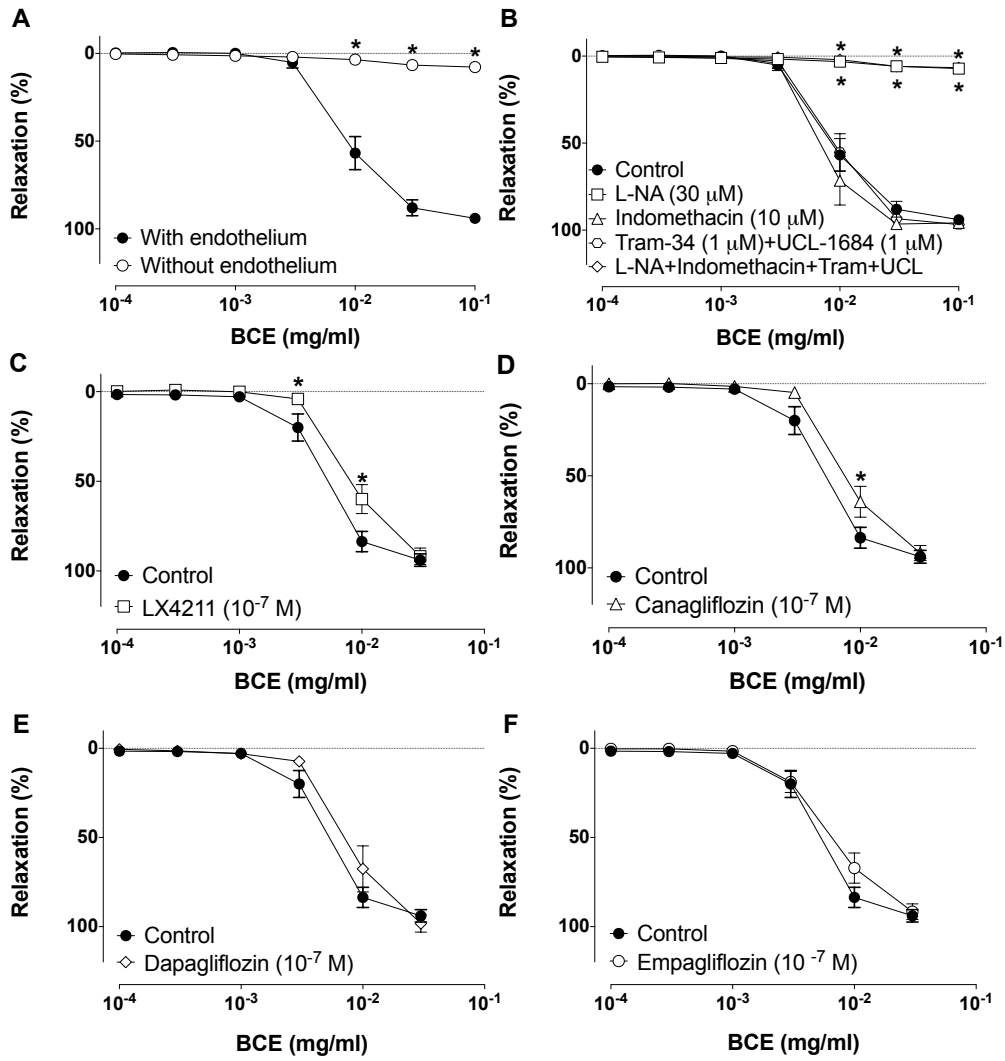 A
* * *
Relaxation (%)
0
50
100
With endothelium
Without endothelium
10⁻⁴ 10⁻³ 10⁻² 10⁻¹
BCE (mg/ml)
B
* * *
* * *
Relaxation (%)
0
50
100
Control
L-NA (30 μM)
Indomethacin (10 μM)
Tram-34 (1 μM)+UCL-1684 (1 μM)
L-NA+Indomethacin+Tram+UCL
10⁻⁴ 10⁻³ 10⁻² 10⁻¹
BCE (mg/ml)
C
*
*
Relaxation (%)
0
50
100
Control
LX4211 (10⁻⁷ M)
10⁻⁴ 10⁻³ 10⁻² 10⁻¹
BCE (mg/ml)
D
*
Relaxation (%)
0
50
100
Control
Canagliflozin (10⁻⁷ M)
10⁻⁴ 10⁻³ 10⁻² 10⁻¹
BCE (mg/ml)
E
Relaxation (%)
0
50
100
Control
Dapagliflozin (10⁻⁷ M)
10⁻⁴ 10⁻³ 10⁻² 10⁻¹
BCE (mg/ml)
F
Relaxation (%)
0
50
100
Control
Empagliflozin (10 ⁻⁷ M)
10⁻⁴ 10⁻³ 10⁻² 10⁻¹
BCE (mg/ml)